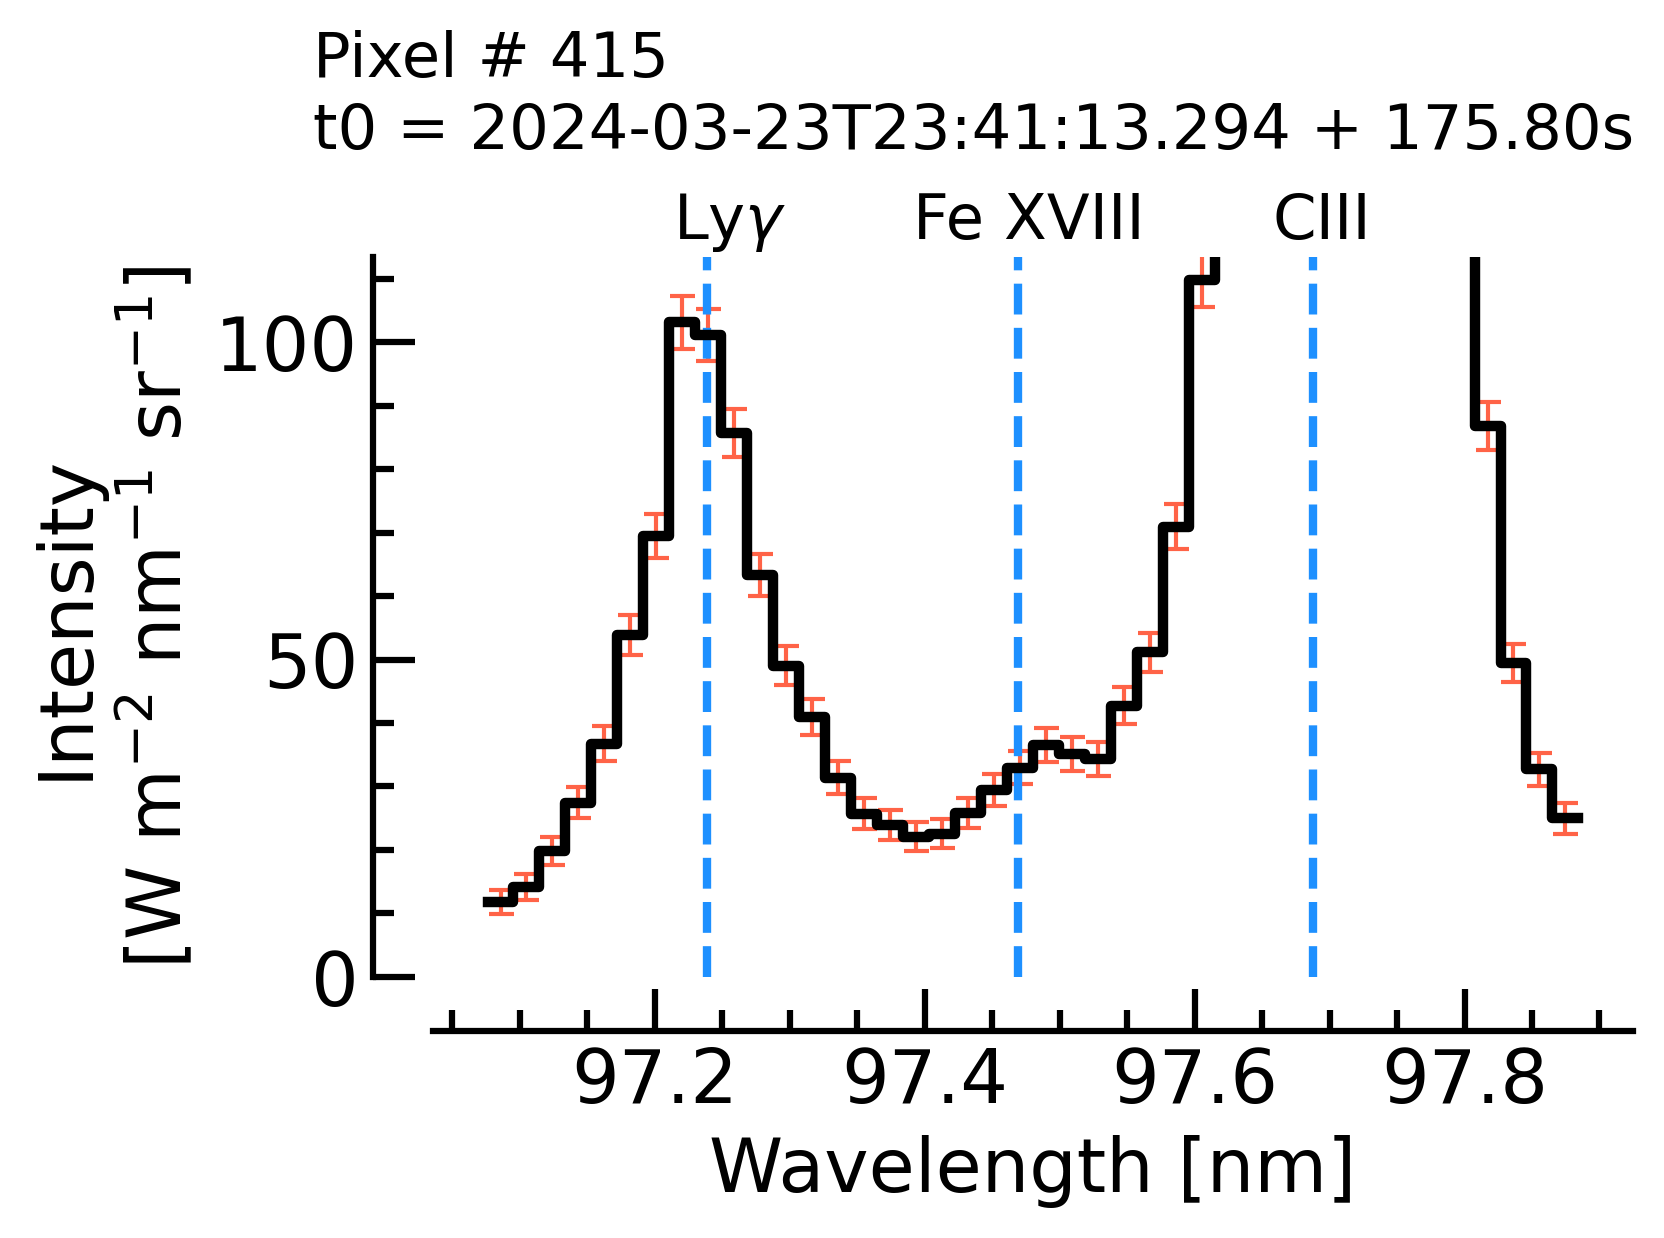 Pixel # 415
t0 = 2024-03-23T23:41:13.294 + 175.80s
Lyγ Fe XVIII CIII
Intensity
[W m⁻² nm⁻¹ sr⁻¹]
100
50
0
97.2 97.4 97.6 97.8
Wavelength [nm]